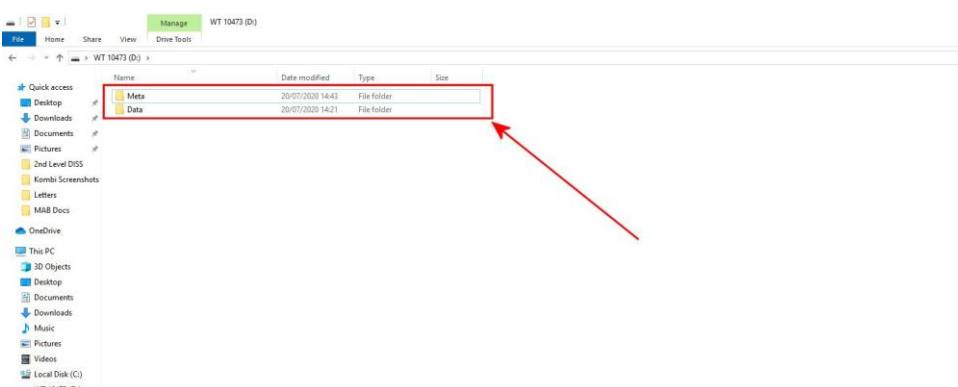 Manage WT 10473 (D:)
File Home Share View Drive Tools
WT 10473 (D:)
Name Date modified Type Size
Meta 20/07/2020 14:43 File folder
Data 20/07/2020 14:21 File folder
Quick access
Desktop
Downloads
Documents
Pictures
2nd Level DISS
Kombi Screenshots
Letters
MAB Docs
OneDrive
This PC
3D Objects
Desktop
Documents
Downloads
Music
Pictures
Videos
Local Disk (C:)